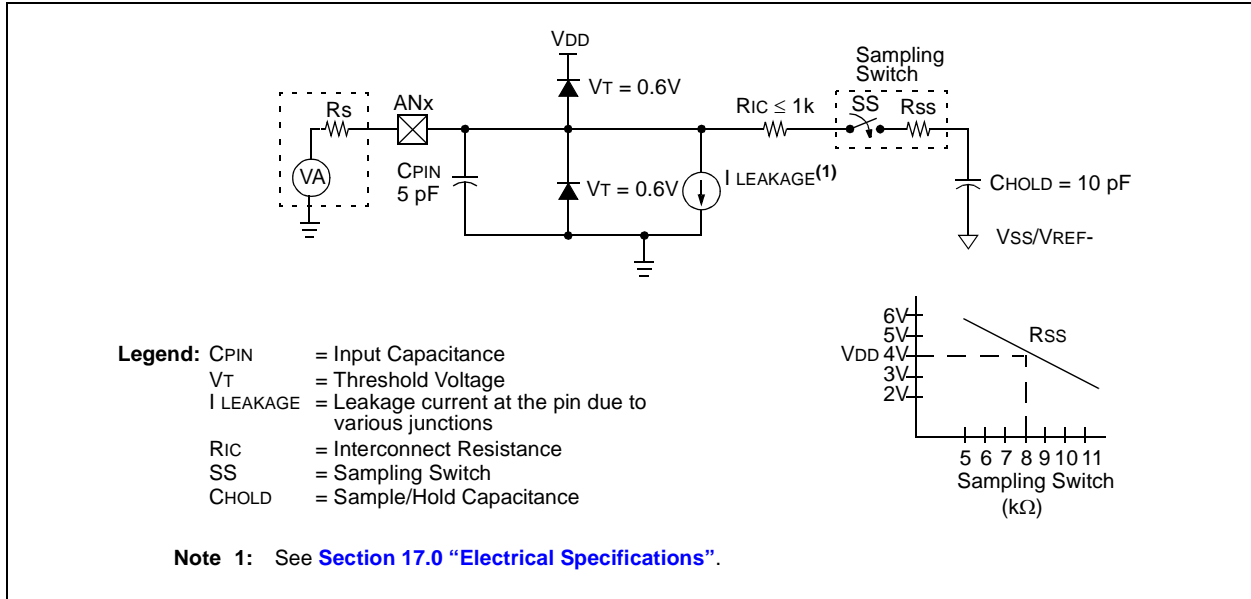 VDD
Sampling
Switch
VT = 0.6V
Rs
ANx
RIC ≤ 1k
SS
Rss
VA
CPIN
5 pF
VT = 0.6V
I LEAKAGE(1)
CHOLD = 10 pF
VSS/VREF-
6V
5V
VDD 4V
3V
2V
RSS
5 6 7 8 9 10 11
Sampling Switch
(kΩ)
Legend: CPIN = Input Capacitance
VT = Threshold Voltage
I LEAKAGE = Leakage current at the pin due to
various junctions
RIC = Interconnect Resistance
SS = Sampling Switch
CHOLD = Sample/Hold Capacitance
Note 1: See Section 17.0 “Electrical Specifications”.